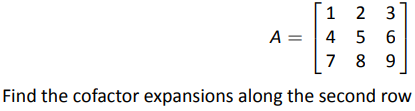 1 2 3
A = 4 5 6
7 8 9
Find the cofactor expansions along the second row